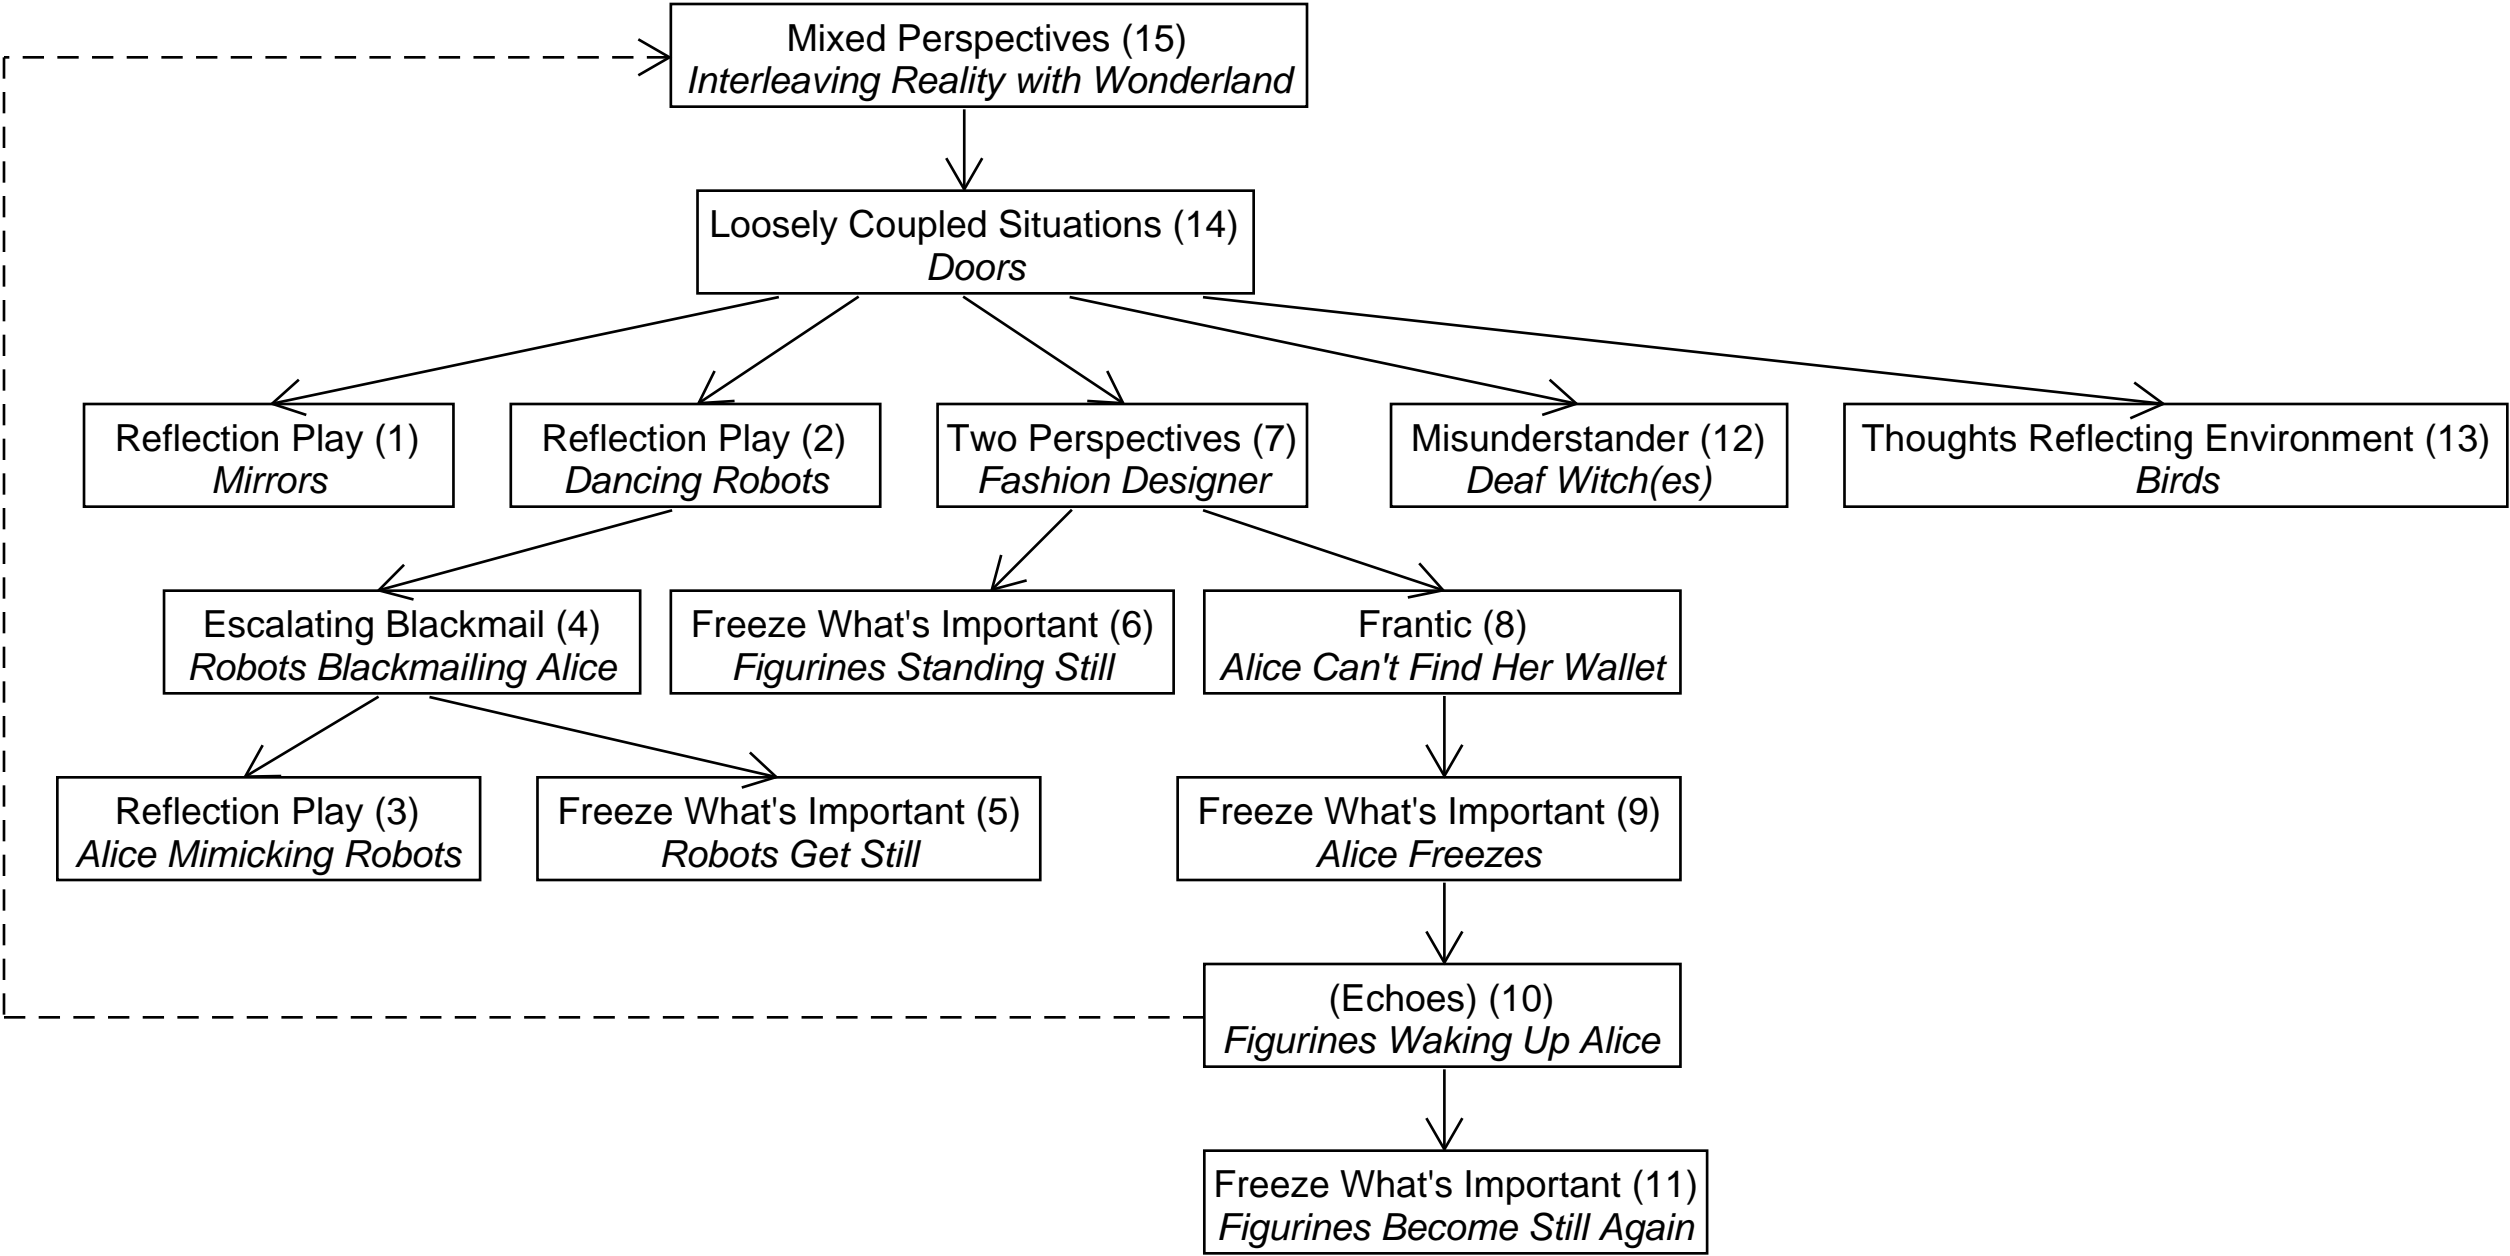 Mixed Perspectives (15)
Interleaving Reality with Wonderland
Loosely Coupled Situations (14)
Doors
Reflection Play (1)
Mirrors
Reflection Play (2)
Dancing Robots
Two Perspectives (7)
Fashion Designer
Misunderstander (12)
Deaf Witch(es)
Thoughts Reflecting Environment (13)
Birds
Escalating Blackmail (4)
Robots Blackmailing Alice
Freeze What's Important (6)
Figurines Standing Still
Frantic (8)
Alice Can't Find Her Wallet
Reflection Play (3)
Alice Mimicking Robots
Freeze What's Important (5)
Robots Get Still
Freeze What's Important (9)
Alice Freezes
(Echoes) (10)
Figurines Waking Up Alice
Freeze What's Important (11)
Figurines Become Still Again